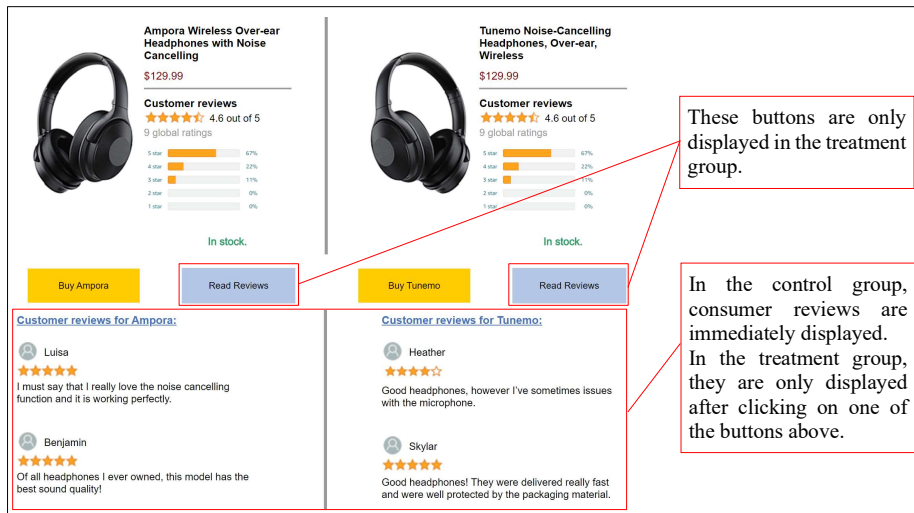 Ampora Wireless Over-ear
Headphones with Noise
Cancelling
$129.99
Customer reviews
4.6 out of 5
9 global ratings
5 star 67%
4 star 22%
3 star 11%
2 star 0%
1 star 0%
In stock.
Buy Ampora
Read Reviews
Tunemo Noise-Cancelling
Headphones, Over-ear,
Wireless
$129.99
Customer reviews
4.6 out of 5
9 global ratings
5 star 67%
4 star 22%
3 star 11%
2 star 0%
1 star 0%
In stock.
Buy Tunemo
Read Reviews
These buttons are only
displayed in the treatment
group.
Customer reviews for Ampora:
Luisa
I must say that I really love the noise cancelling
function and it is working perfectly.
Benjamin
Of all headphones I ever owned, this model has the
best sound quality!
Customer reviews for Tunemo:
Heather
Good headphones, however I've sometimes issues
with the microphone.
Skylar
Good headphones! They were delivered really fast
and were well protected by the packaging material.
In the control group,
consumer reviews are
immediately displayed.
In the treatment group,
they are only displayed
after clicking on one of
the buttons above.